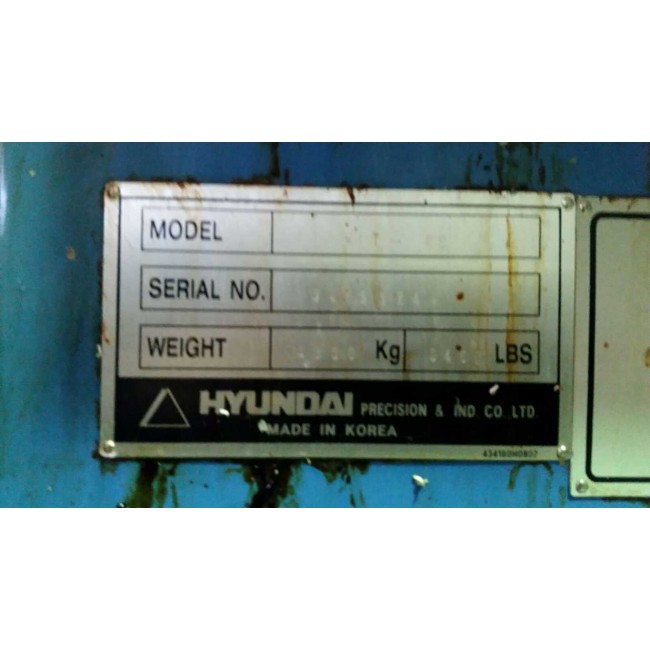 MODEL
SERIAL NO.
WEIGHT Kg LBS
HYUNDAI PRECISION & IND. CO., LTD.
MADE IN KOREA